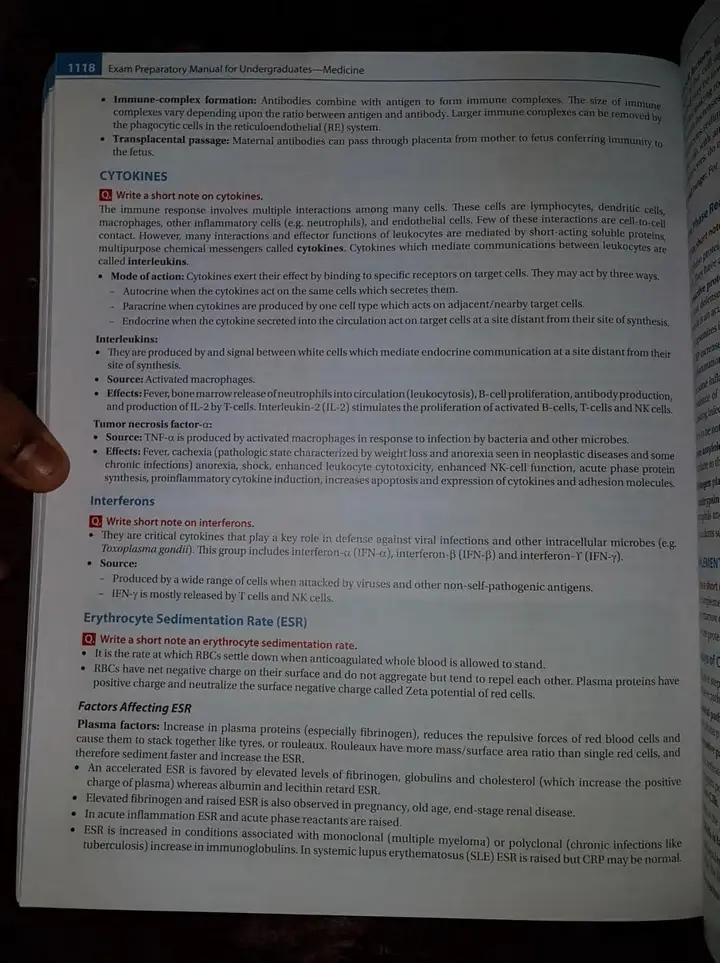 1118 Exam Preparatory Manual for Undergraduates—Medicine
• Immune-complex formation: Antibodies combine with antigen to form immune complexes. The size of immune
complexes vary depending upon the ratio between antigen and antibody. Larger immune complexes can be removed by
the phagocytic cells in the reticuloendothelial (RE) system.
• Transplacental passage: Maternal antibodies can pass through placenta from mother to fetus conferring immunity to
the fetus.
CYTOKINES
Q. Write a short note on cytokines.
The immune response involves multiple interactions among many cells. These cells are lymphocytes, dendritic cells,
macrophages, other inflammatory cells (e.g. neutrophils), and endothelial cells. Few of these interactions are cell-to-cell
contact. However, many interactions and effector functions of leukocytes are mediated by short-acting soluble proteins,
multipurpose chemical messengers called cytokines. Cytokines which mediate communications between leukocytes are
called interleukins.
• Mode of action: Cytokines exert their effect by binding to specific receptors on target cells. They may act by three ways.
– Autocrine when the cytokines act on the same cells which secretes them.
– Paracrine when cytokines are produced by one cell type which acts on adjacent/nearby target cells.
– Endocrine when the cytokine secreted into the circulation act on target cells at a site distant from their site of synthesis.
Interleukins:
• They are produced by and signal between white cells which mediate endocrine communication at a site distant from their
site of synthesis.
• Source: Activated macrophages.
• Effects: Fever, bone marrow release of neutrophils into circulation (leukocytosis), B-cell proliferation, antibody production,
and production of IL-2 by T-cells. Interleukin-2 (IL-2) stimulates the proliferation of activated B-cells, T-cells and NK cells.
Tumor necrosis factor-α:
• Source: TNF-α is produced by activated macrophages in response to infection by bacteria and other microbes.
• Effects: Fever, cachexia (pathologic state characterized by weight loss and anorexia seen in neoplastic diseases and some
chronic infections) anorexia, shock, enhanced leukocyte cytotoxicity, enhanced NK-cell function, acute phase protein
synthesis, proinflammatory cytokine induction, increases apoptosis and expression of cytokines and adhesion molecules.
Interferons
Q. Write short note on interferons.
• They are critical cytokines that play a key role in defense against viral infections and other intracellular microbes (e.g.
Toxoplasma gondii). This group includes interferon-α (IFN-α), interferon-β (IFN-β) and interferon-ϒ (IFN-γ).
• Source:
– Produced by a wide range of cells when attacked by viruses and other non-self-pathogenic antigens.
– IFN-γ is mostly released by T cells and NK cells.
Erythrocyte Sedimentation Rate (ESR)
Q. Write a short note an erythrocyte sedimentation rate.
• It is the rate at which RBCs settle down when anticoagulated whole blood is allowed to stand.
• RBCs have net negative charge on their surface and do not aggregate but tend to repel each other. Plasma proteins have
positive charge and neutralize the surface negative charge called Zeta potential of red cells.
Factors Affecting ESR
Plasma factors: Increase in plasma proteins (especially fibrinogen), reduces the repulsive forces of red blood cells and
cause them to stack together like tyres, or rouleaux. Rouleaux have more mass/surface area ratio than single red cells, and
therefore sediment faster and increase the ESR.
• An accelerated ESR is favored by elevated levels of fibrinogen, globulins and cholesterol (which increase the positive
charge of plasma) whereas albumin and lecithin retard ESR.
• Elevated fibrinogen and raised ESR is also observed in pregnancy, old age, end-stage renal disease.
• In acute inflammation ESR and acute phase reactants are raised.
• ESR is increased in conditions associated with monoclonal (multiple myeloma) or polyclonal (chronic infections like
tuberculosis) increase in immunoglobulins. In systemic lupus erythematosus (SLE) ESR is raised but CRP may be normal.